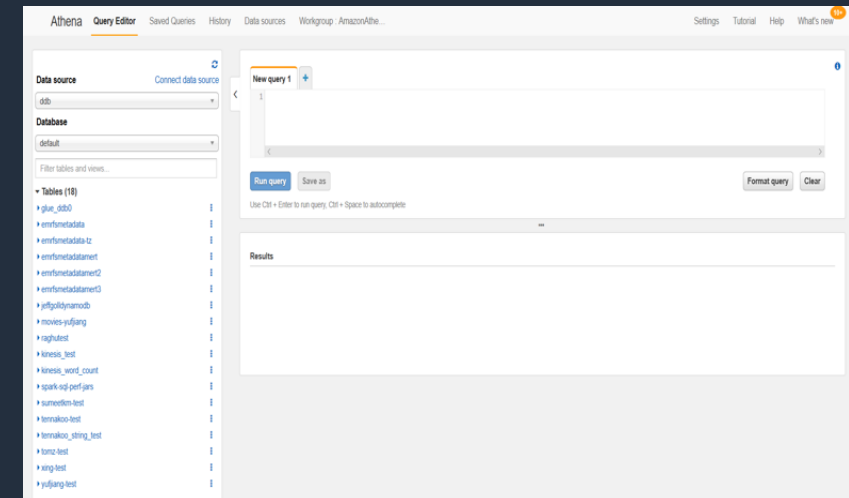 Athena Query Editor Saved Queries History Data sources Workgroup : AmazonAthe... Settings Tutorial Help What's new 10+
Data source Connect data source
ddb
Database
default
Filter tables and views...
Tables (18)
glue_ddb0
emrfsmetadata
emrfsmetadata-tz
emrfsmetadatamert
emrfsmetadatamert2
emrfsmetadatamert3
jeffgolldynamodb
movies-yufjiang
raghutest
kinesis_test
kinesis_word_count
spark-sql-perf-jars
sumeetkm-test
tennakoo-test
tennakoo_string_test
tomz-test
xing-test
yufjiang-test
New query 1 +
1
Run query Save as Format query Clear
Use Ctrl + Enter to run query, Ctrl + Space to autocomplete
Results